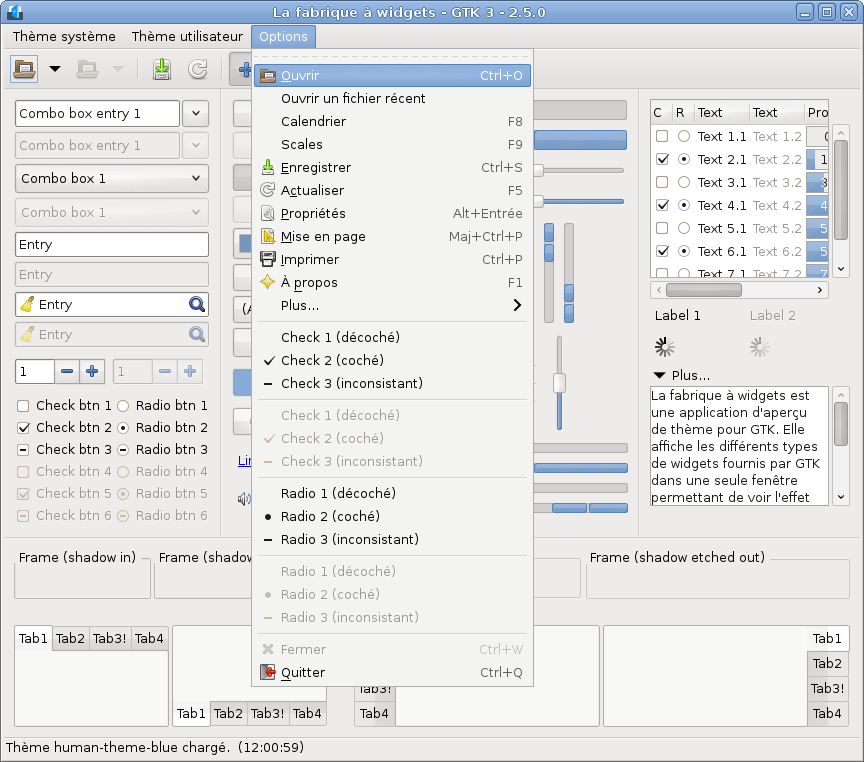 La fabrique à widgets - GTK 3 - 2.5.0
Thème système Thème utilisateur Options
Combo box entry 1
Combo box entry 1
Combo box 1
Combo box 1
Entry
Entry
Entry
Entry
1 1
Check btn 1 Radio btn 1
Check btn 2 Radio btn 2
Check btn 3 Radio btn 3
Check btn 4 Radio btn 4
Check btn 5 Radio btn 5
Check btn 6 Radio btn 6
Ouvrir Ctrl+O
Ouvrir un fichier récent
Calendrier F8
Scales F9
Enregistrer Ctrl+S
Actualiser F5
Propriétés Alt+Entrée
Mise en page Maj+Ctrl+P
Imprimer Ctrl+P
À propos F1
Plus...
Check 1 (décoché)
Check 2 (coché)
Check 3 (inconsistant)
Check 1 (décoché)
Check 2 (coché)
Check 3 (inconsistant)
Radio 1 (décoché)
Radio 2 (coché)
Radio 3 (inconsistant)
Radio 1 (décoché)
Radio 2 (coché)
Radio 3 (inconsistant)
Fermer Ctrl+W
Quitter Ctrl+Q
C R Text Text Pro
Text 1.1 Text 1.2 0
Text 2.1 Text 2.2 1
Text 3.1 Text 3.2 3
Text 4.1 Text 4.2 4
Text 5.1 Text 5.2 5
Text 6.1 Text 6.2 5
Text 7.1 Text 7.2 7
Label 1 Label 2
Plus...
La fabrique à widgets est
une application d'aperçu
de thème pour GTK. Elle
affiche les différents types
de widgets fournis par GTK
dans une seule fenêtre
permettant de voir l'effet
Frame (shadow in) Frame (shadow Frame (shadow etched out)
Tab1 Tab2 Tab3! Tab4
Tab1 Tab2 Tab3! Tab4
Tab3!
Tab4
Tab1
Tab2
Tab3!
Tab4
Thème human-theme-blue chargé. (12:00:59)